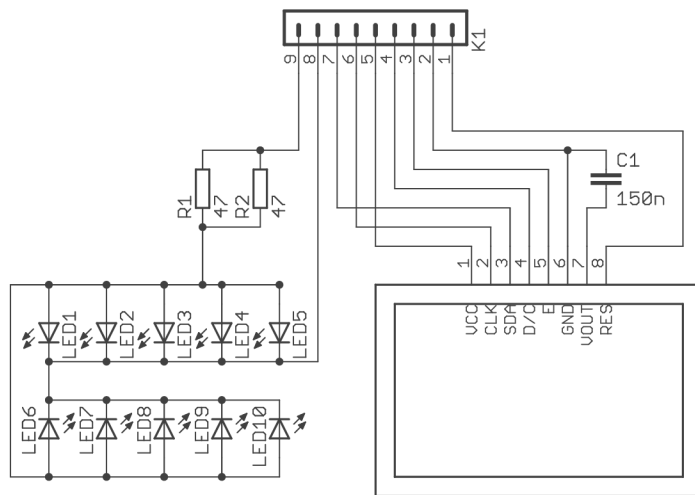 K1
9 8 7 6 5 4 3 2 1
R1 47 R2 47
C1
150n
1 2 3 4 5 6 7 8
VCC CLK SDA D/C E GND VOUT RES
LED1 LED2 LED3 LED4 LED5
LED6 LED7 LED8 LED9 LED10